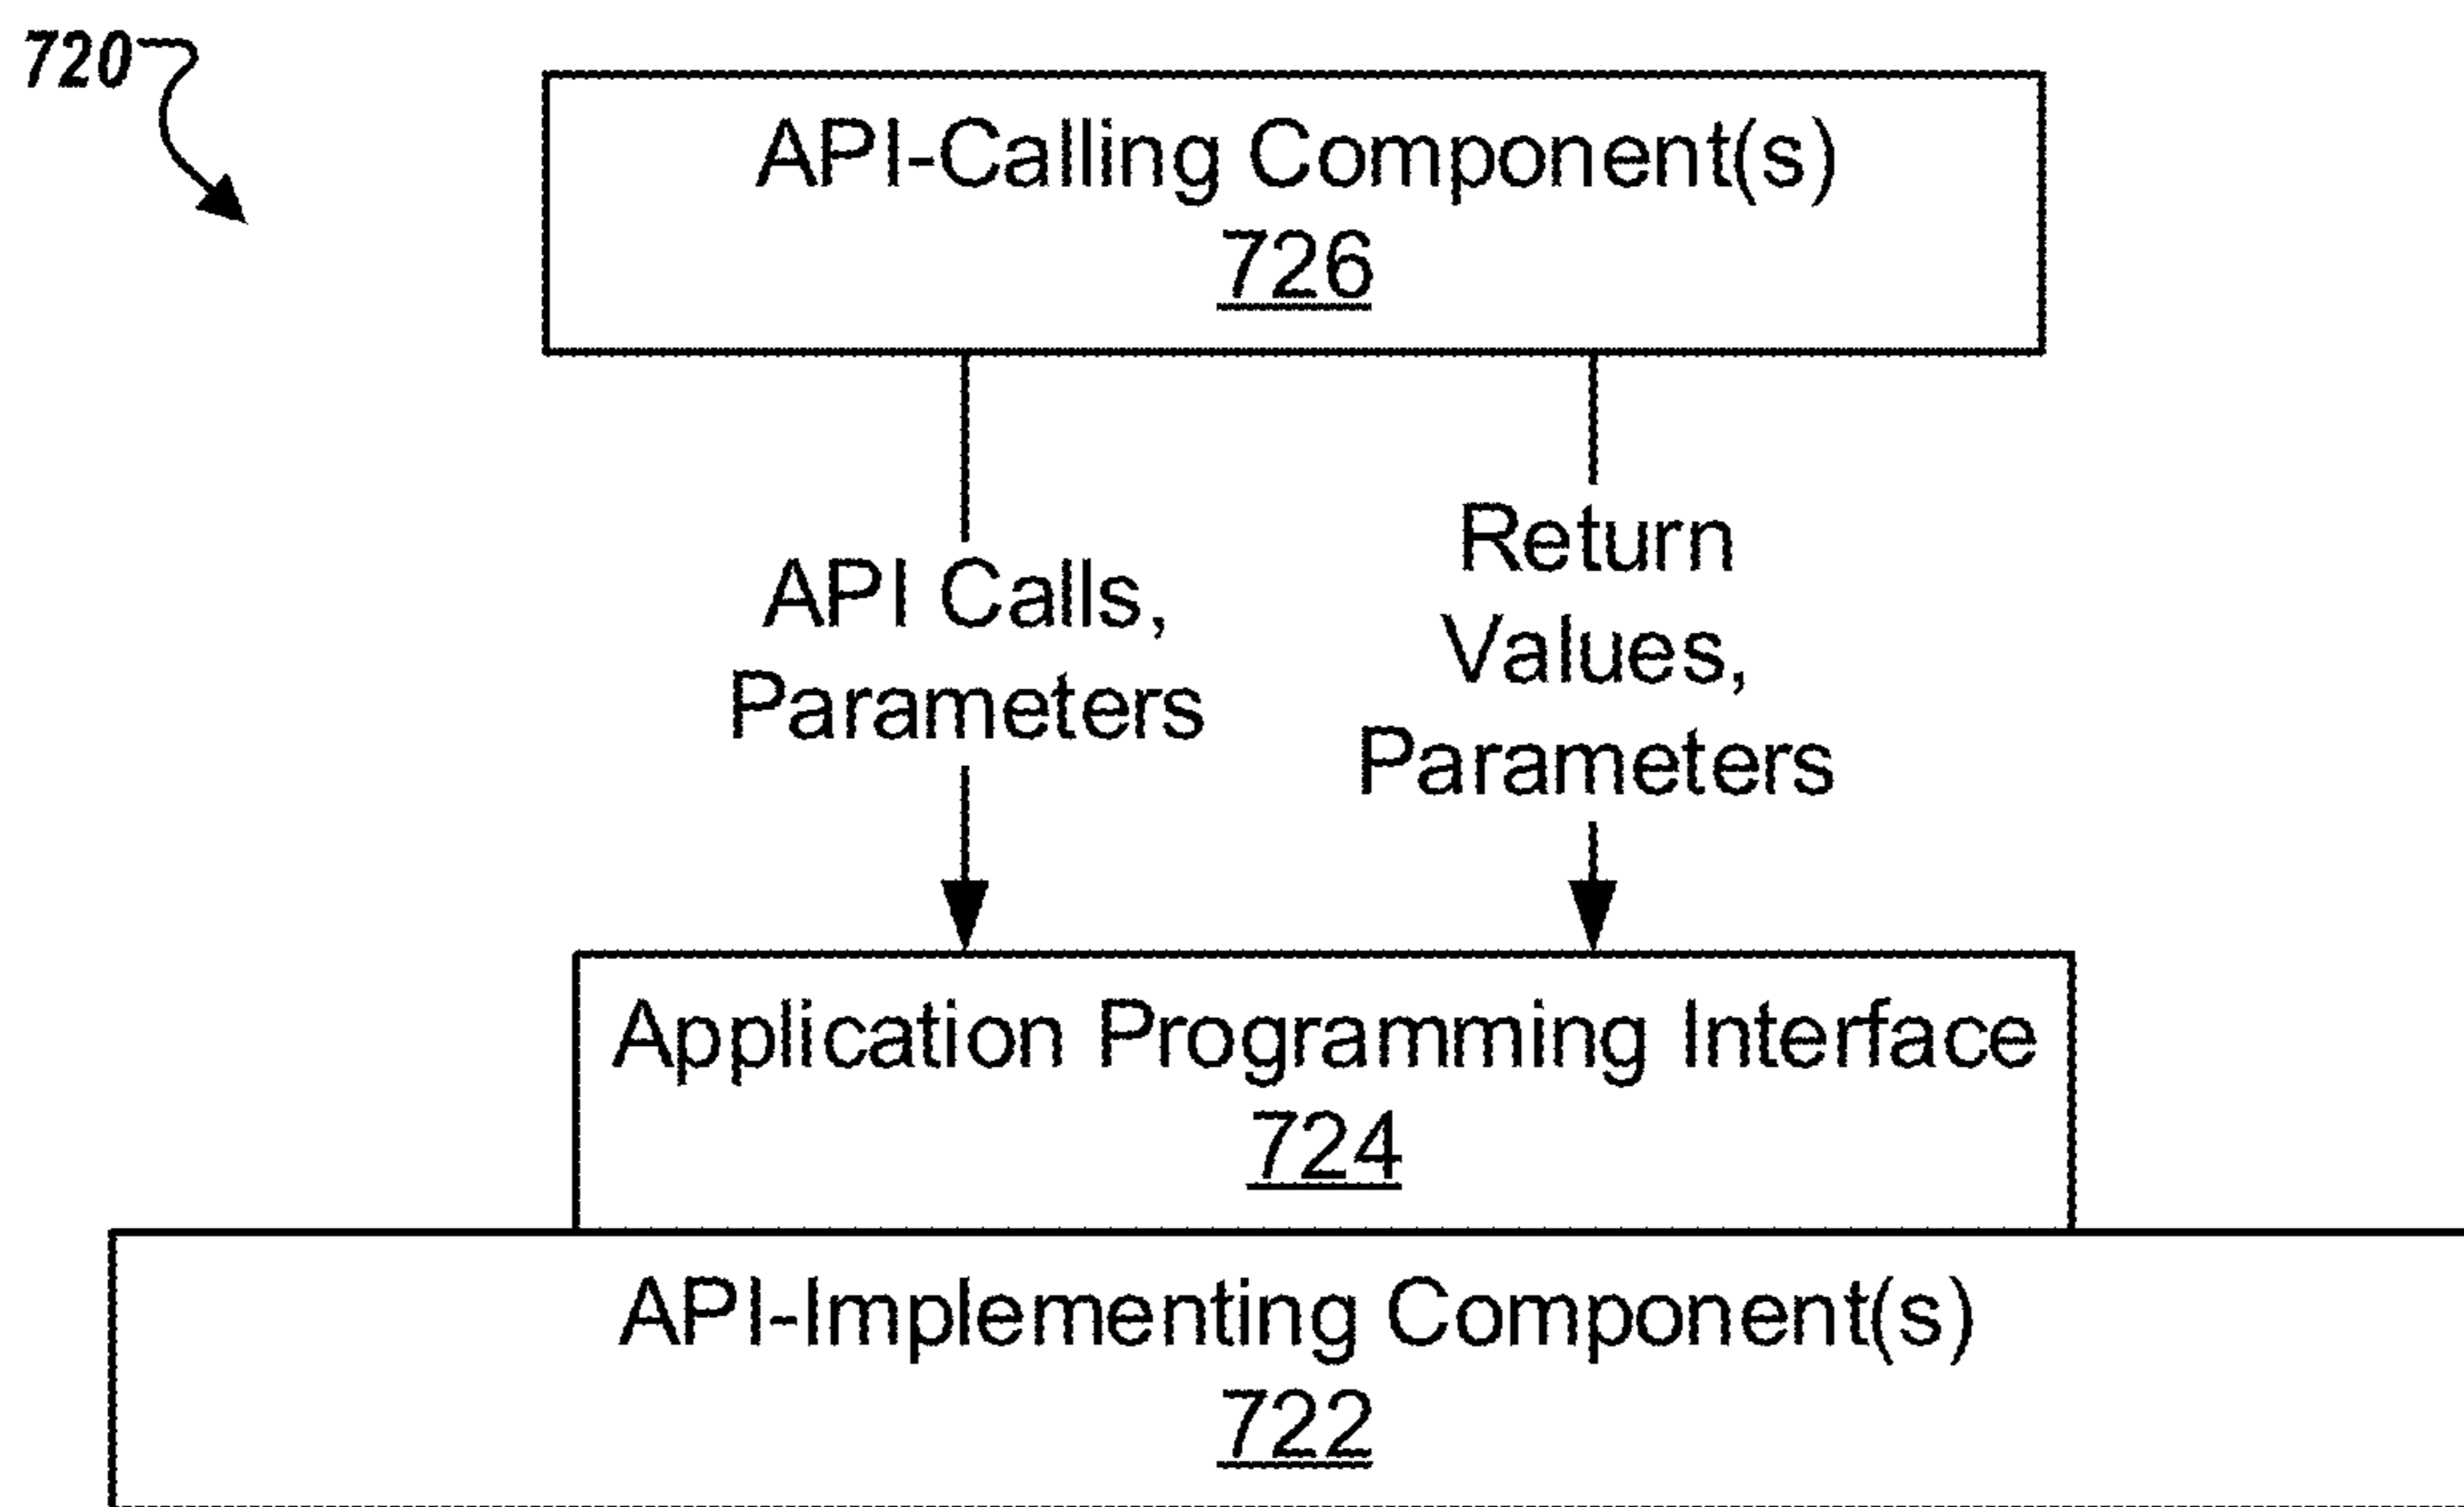 720
API-Calling Component(s)
726
API Calls,
Parameters
Return
Values,
Parameters
Application Programming Interface
724
API-Implementing Component(s)
722